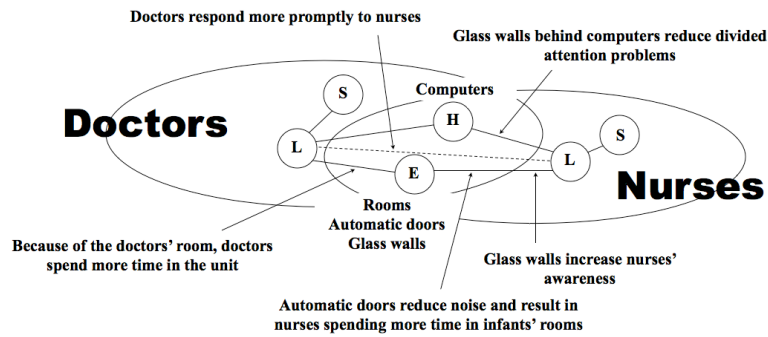 Doctors respond more promptly to nurses
Glass walls behind computers reduce divided
attention problems
Computers
S
H
S
Doctors
L
L
E
Nurses
Rooms
Automatic doors
Glass walls
Because of the doctors' room, doctors
spend more time in the unit
Glass walls increase nurses'
awareness
Automatic doors reduce noise and result in
nurses spending more time in infants' rooms